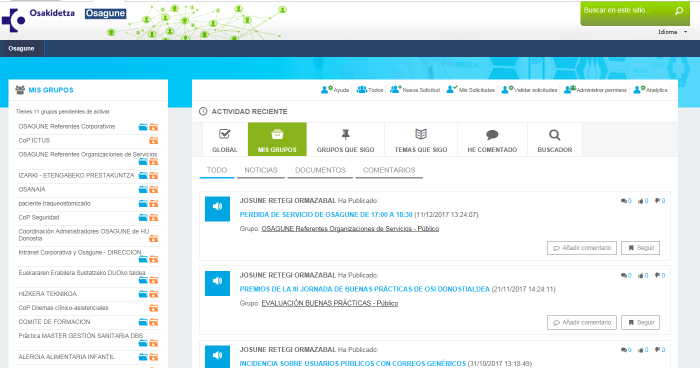 Osakidetza
Osagune
Buscar en este sitio...
Idioma
Osagune
MIS GRUPOS
Tienes 11 grupos pendientes de activar
OSAGUNE Referentes Corporativos
CoP ICTUS
OSAGUNE Referentes Organizaciones de Servicios
IZARKI - ETENGABEKO PRESTAKUNTZA
OSANAIA
paciente traqueostomizado
CoP Seguridad
Coordinación Administradores OSAGUNE de HU
Donostia
Intranet Corporativa y Osagune - DIRECCION
Euskararen Erabilera Sustatzeko DUOko taldea
HIZKERA TEKNIKOA
CoP Dilemas clínico-asistenciales
COMITE DE FORMACION
Práctica MASTER GESTIÓN SANITARIA DBS
ALERGIA ALIMENTARIA INFANTIL
Ayuda
Todos
Nueva Solicitud
Mis Solicitudes
Validar solicitudes
Administrar permisos
Analytics
ACTIVIDAD RECIENTE
GLOBAL
MIS GRUPOS
GRUPOS QUE SIGO
TEMAS QUE SIGO
HE COMENTADO
BUSCADOR
TODO
NOTICIAS
DOCUMENTOS
COMENTARIOS
JOSUNE RETEGI ORMAZABAL Ha Publicado:
0 0 0
PERDIDA DE SERVICIO DE OSAGUNE DE 17:00 A 18:30 (11/12/2017 13:24:07)
Grupo: OSAGUNE Referentes Organizaciones de Servicios - Público
Añadir comentario
Seguir
JOSUNE RETEGI ORMAZABAL Ha Publicado:
0 0 0
PREMIOS DE LA III JORNADA DE BUENAS PRÁCTICAS DE OSI DONOSTIALDEA (21/11/2017 14:24:11)
Grupo: EVALUACIÓN BUENAS PRÁCTICAS - Público
Añadir comentario
Seguir
JOSUNE RETEGI ORMAZABAL Ha Publicado:
0 0 0
INCIDENCIA SOBRE USUARIOS PUBLICOS CON CORREOS GENÉRICOS (31/10/2017 13:18:49)